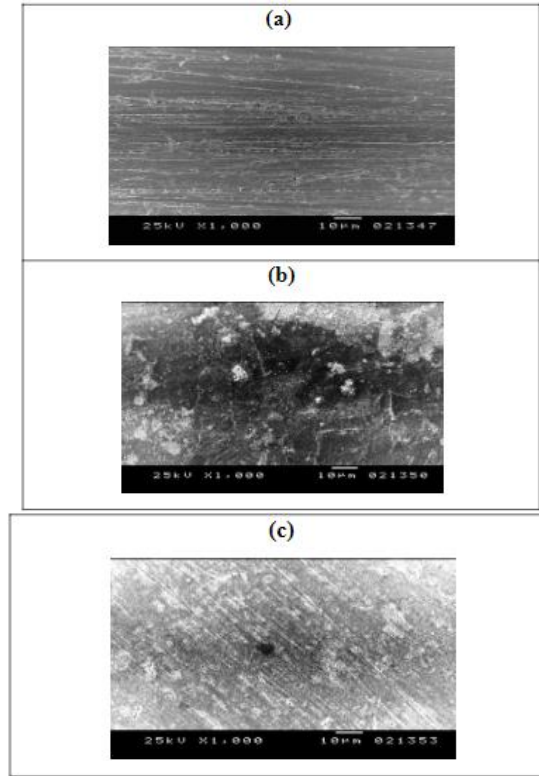 (a)
25kV X1,000 10µm 021347
(b)
25kV X1,000 10µm 021350
(c)
25kV X1,000 10µm 021353